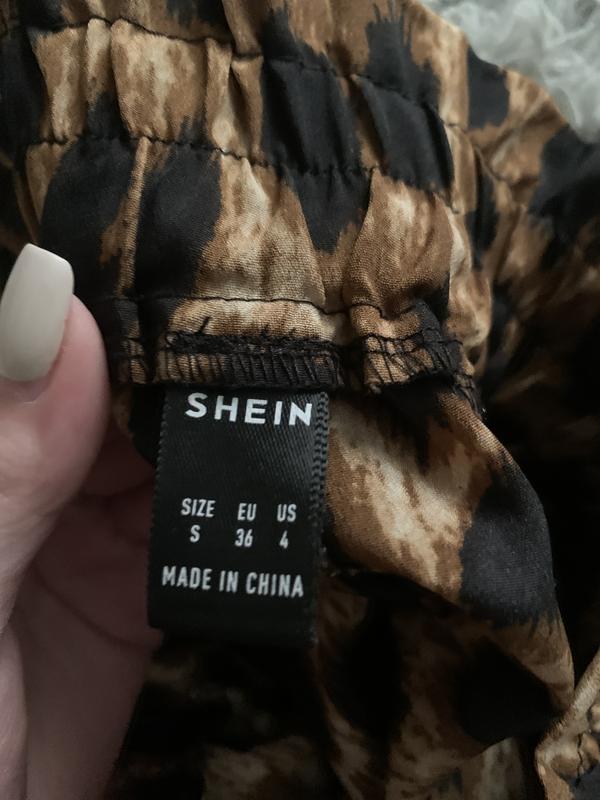 SHEIN
SIZE EU US
S 36 4
MADE IN CHINA